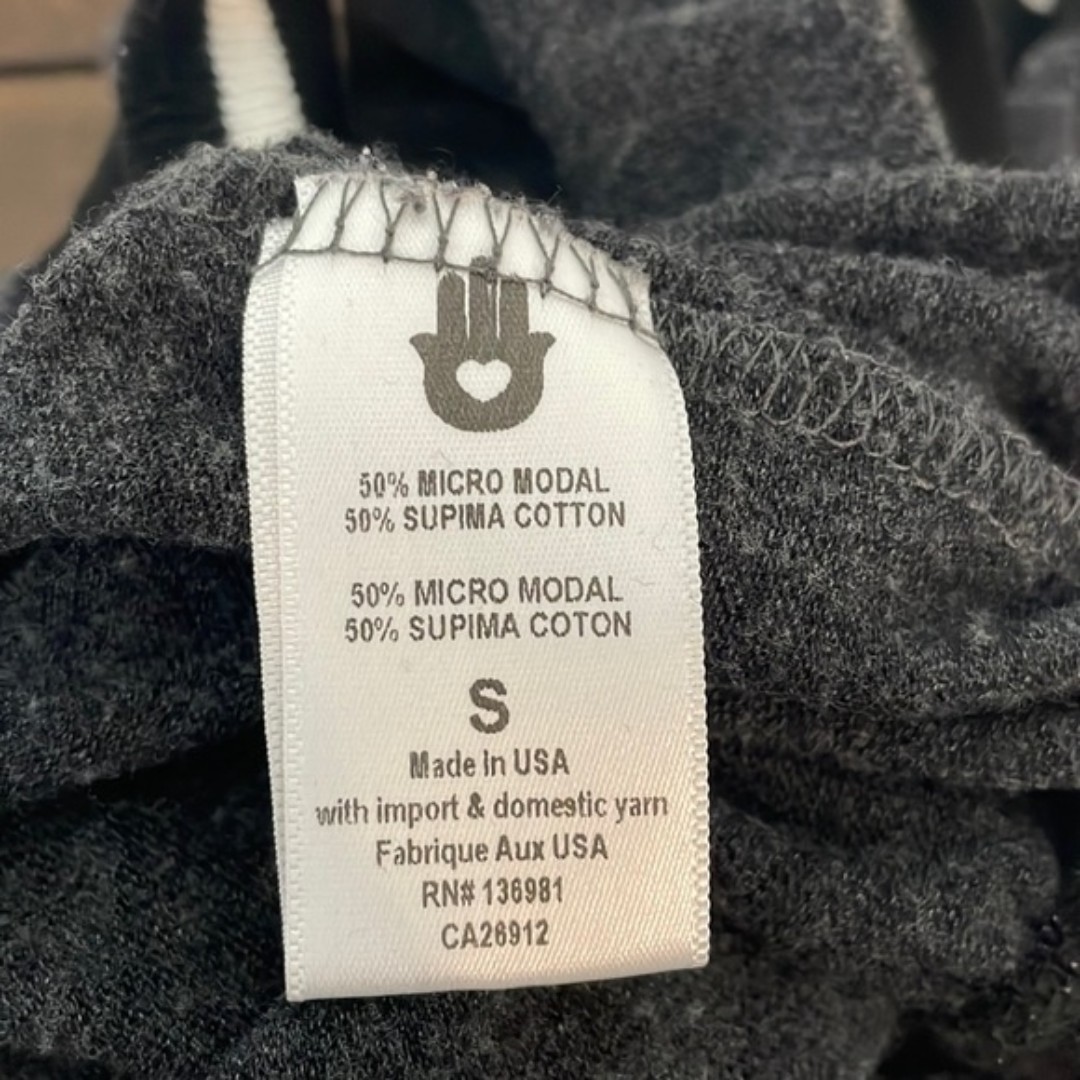 50% MICRO MODAL
50% SUPIMA COTTON
50% MICRO MODAL
50% SUPIMA COTON
S
Made in USA
with import & domestic yarn
Fabrique Aux USA
RN# 136981
CA26912